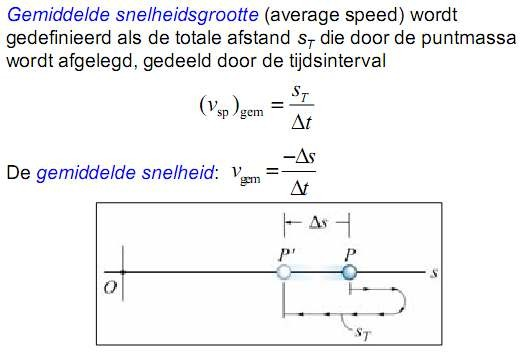 Gemiddelde snelheidsgrootte (average speed) wordt
gedefinieerd als de totale afstand s_T die door de puntmassa
wordt afgelegd, gedeeld door de tijdsinterval
(v_sp)_gem = s_T / Δt
De gemiddelde snelheid: v_gem = −Δs / Δt
Δs
P' P
O s
s_T